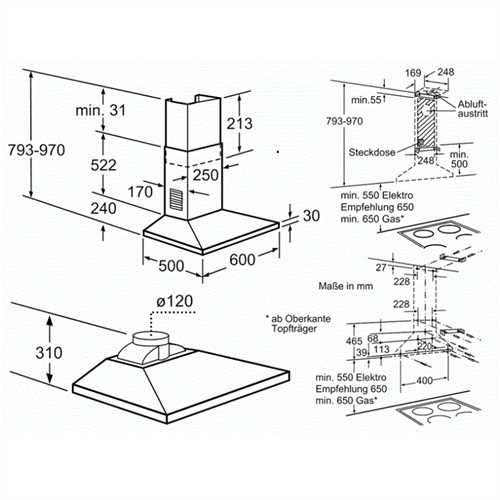 793-970
min. 31
522
240
213
250
170
30
500
600
310
ø120
* ab Oberkante
Topfträger
169
248
min.55
793-970
Abluft-
austritt
Steckdose
248
min.
500
min. 550 Elektro
Empfehlung 650
min. 650 Gas*
27
228
Maße in mm
228
465
68
39
113
220
400
min. 550 Elektro
Empfehlung 650
min. 650 Gas*